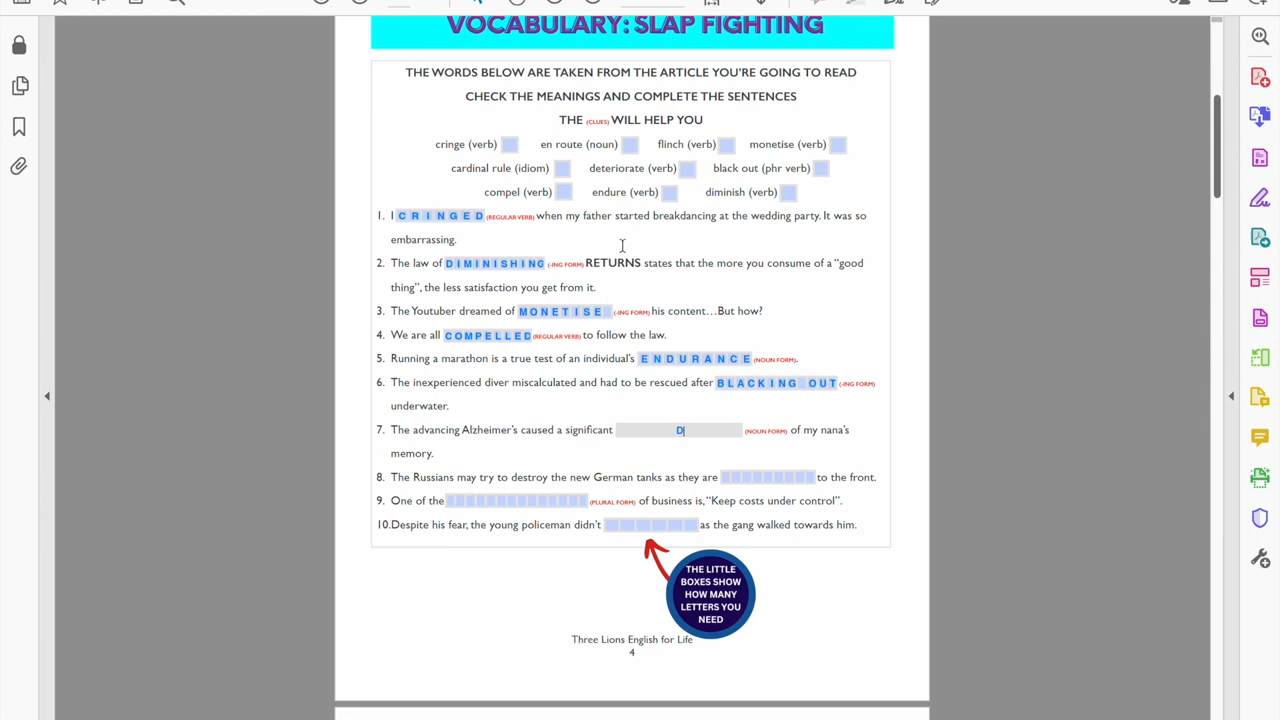 VOCABULARY: SLAP FIGHTING
THE WORDS BELOW ARE TAKEN FROM THE ARTICLE YOU'RE GOING TO READ
CHECK THE MEANINGS AND COMPLETE THE SENTENCES
THE (CLUES) WILL HELP YOU
cringe (verb) en route (noun) flinch (verb) monetise (verb)
cardinal rule (idiom) deteriorate (verb) black out (phr verb)
compel (verb) endure (verb) diminish (verb)
1. I CRINGED (REGULAR VERB) when my father started breakdancing at the wedding party. It was so
embarrassing.
2. The law of DIMINISHING (-ING FORM) RETURNS states that the more you consume of a "good
thing", the less satisfaction you get from it.
3. The Youtuber dreamed of MONETISE (-ING FORM) his content...But how?
4. We are all COMPELLED (REGULAR VERB) to follow the law.
5. Running a marathon is a true test of an individual's ENDURANCE (NOUN FORM).
6. The inexperienced diver miscalculated and had to be rescued after BLACKING OUT (-ING FORM)
underwater.
7. The advancing Alzheimer's caused a significant D (NOUN FORM) of my nana's
memory.
8. The Russians may try to destroy the new German tanks as they are to the front.
9. One of the (PLURAL FORM) of business is, "Keep costs under control".
10.Despite his fear, the young policeman didn't as the gang walked towards him.
THE LITTLE
BOXES SHOW
HOW MANY
LETTERS YOU
NEED
Three Lions English for Life
4